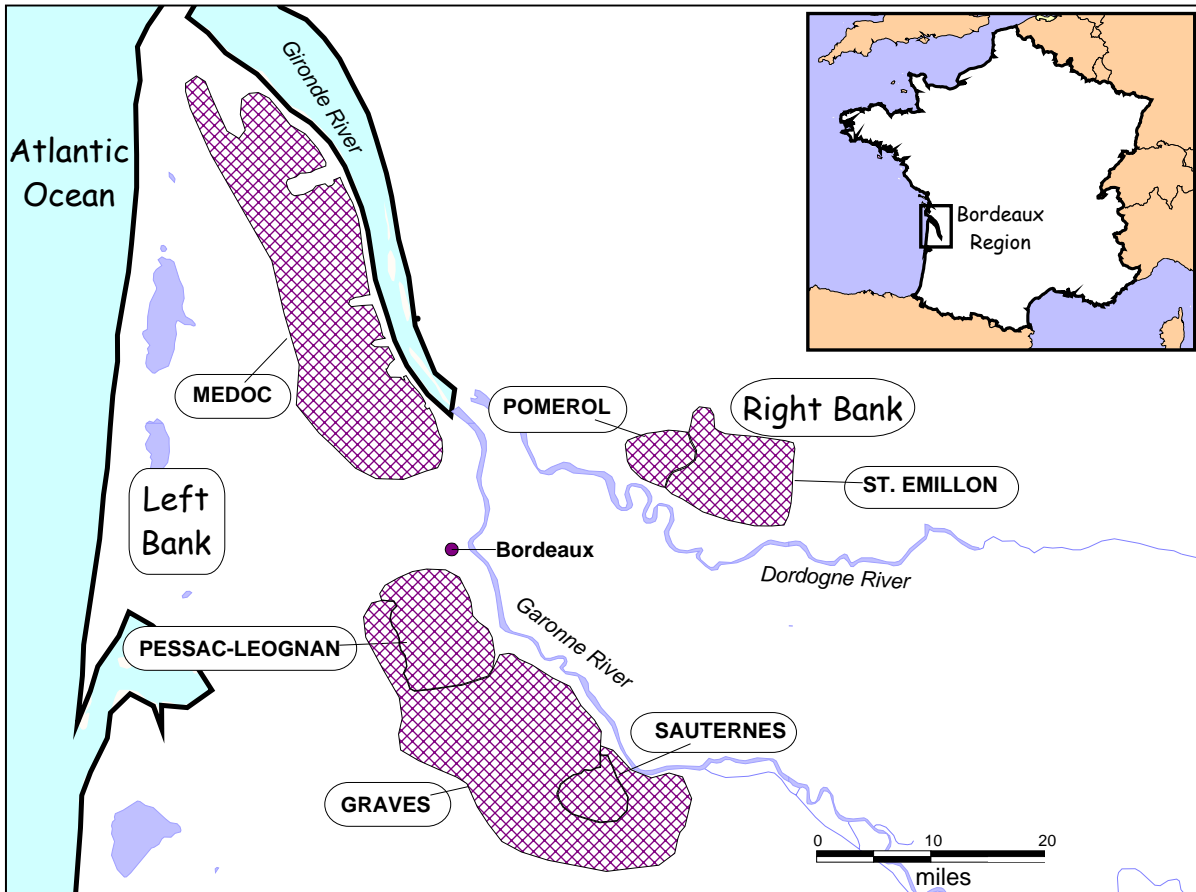 Gironde River
Atlantic
Ocean
Bordeaux
Region
MEDOC
POMEROL
Right Bank
ST. EMILLON
Left
Bank
Bordeaux
Dordogne River
Garonne River
PESSAC-LEOGNAN
SAUTERNES
GRAVES
0 10 20
miles